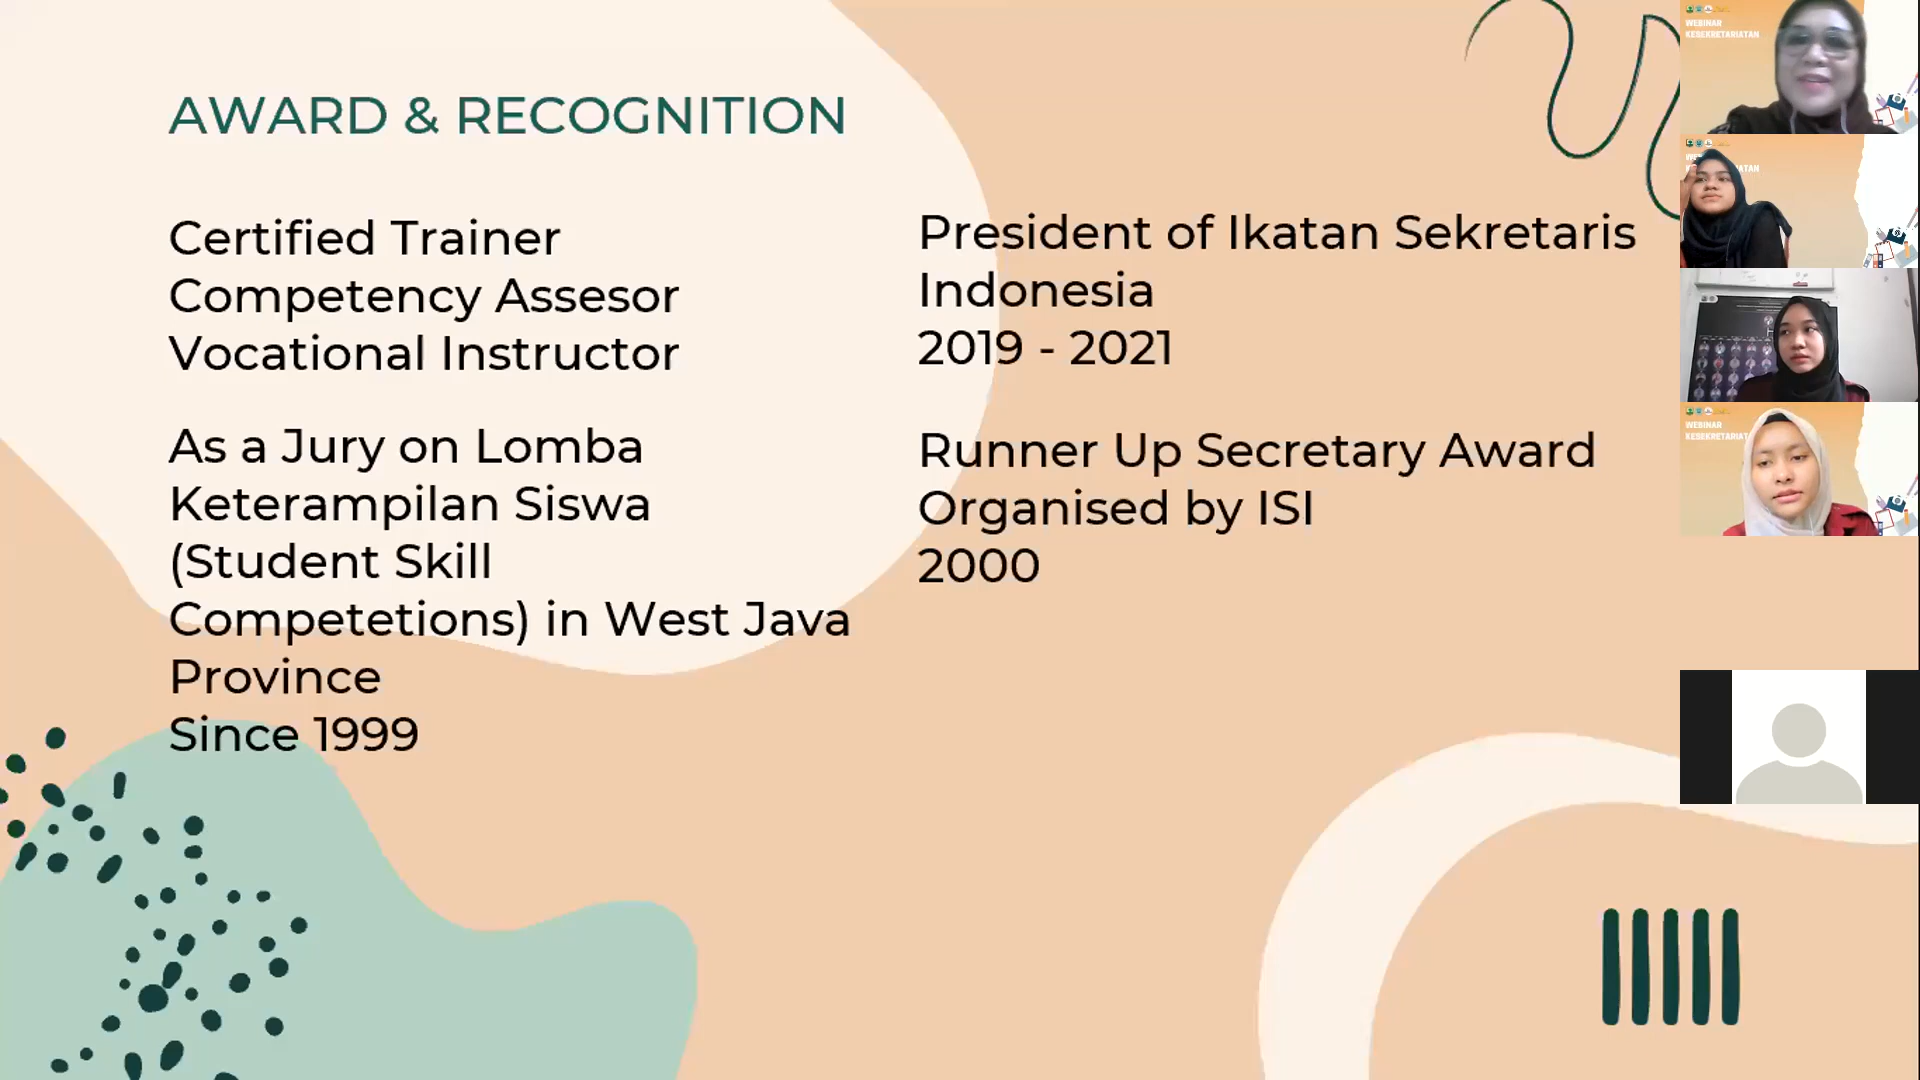 AWARD & RECOGNITION
Certified Trainer
Competency Assesor
Vocational Instructor
As a Jury on Lomba
Keterampilan Siswa
(Student Skill
Competetions) in West Java
Province
Since 1999
President of Ikatan Sekretaris
Indonesia
2019 - 2021
Runner Up Secretary Award
Organised by ISI
2000
WEBINAR
KESEKRETARIATAN
WEBINAR